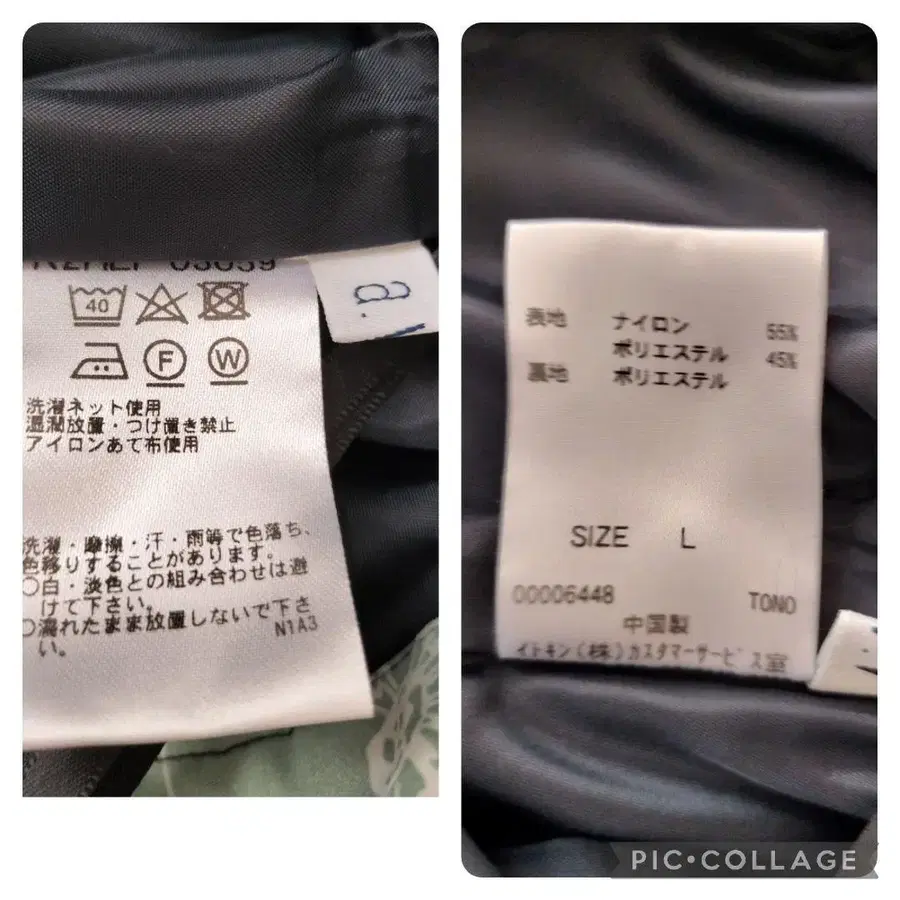 40
F W
洗濯ネット使用
湿潤放置・つけ置き禁止
アイロンあて布使用
洗濯・摩擦・汗・雨等で色落ち、
色移りすることがあります。
○白・淡色との組み合わせは避
けて下さい。
○濡れたまま放置しないで下さ
い。
N1A3
表地 ナイロン 55%
ポリエステル 45%
裏地 ポリエステル
SIZE L
00006448 TONO
中国製
イトキン(株)カスタマーサービス室
PIC•COLLAGE